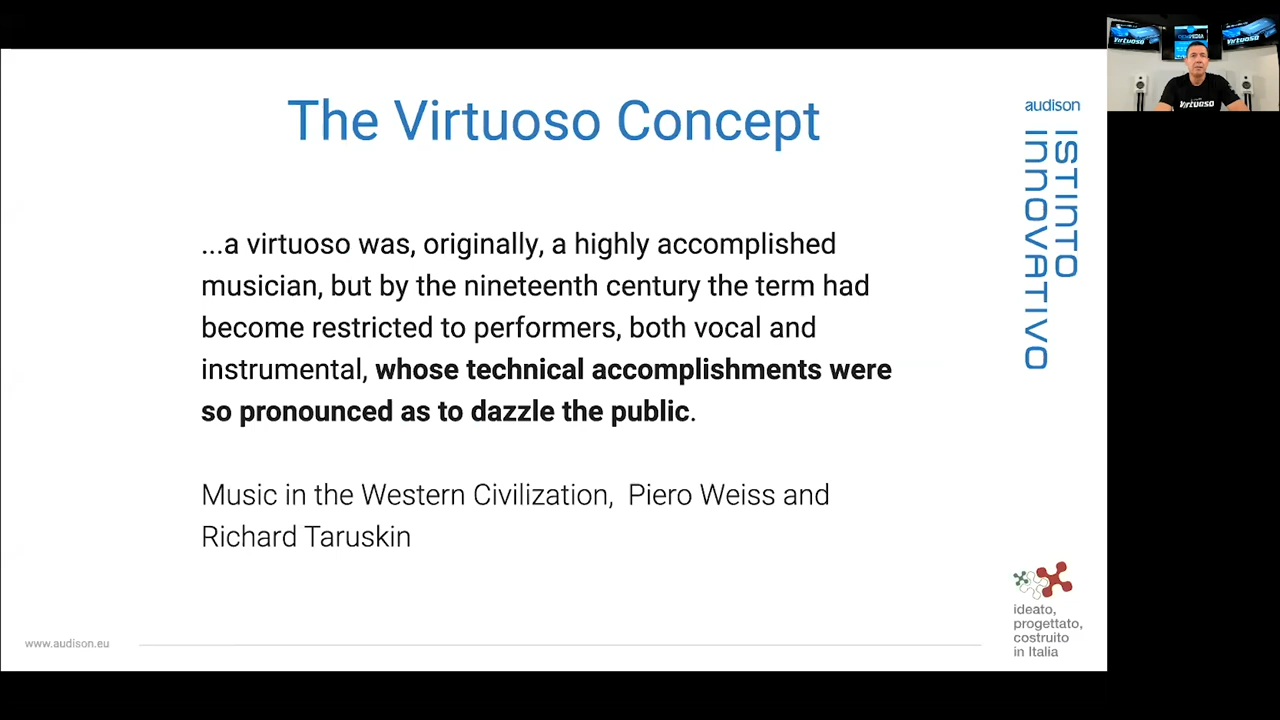 The Virtuoso Concept
...a virtuoso was, originally, a highly accomplished
musician, but by the nineteenth century the term had
become restricted to performers, both vocal and
instrumental, whose technical accomplishments were
so pronounced as to dazzle the public.
Music in the Western Civilization,  Piero Weiss and
Richard Taruskin
www.audison.eu
audison
ISTINTO
INNOVATIVO
ideato,
progettato,
costruito
in Italia
Virtuoso
Virtuoso
Virtuoso